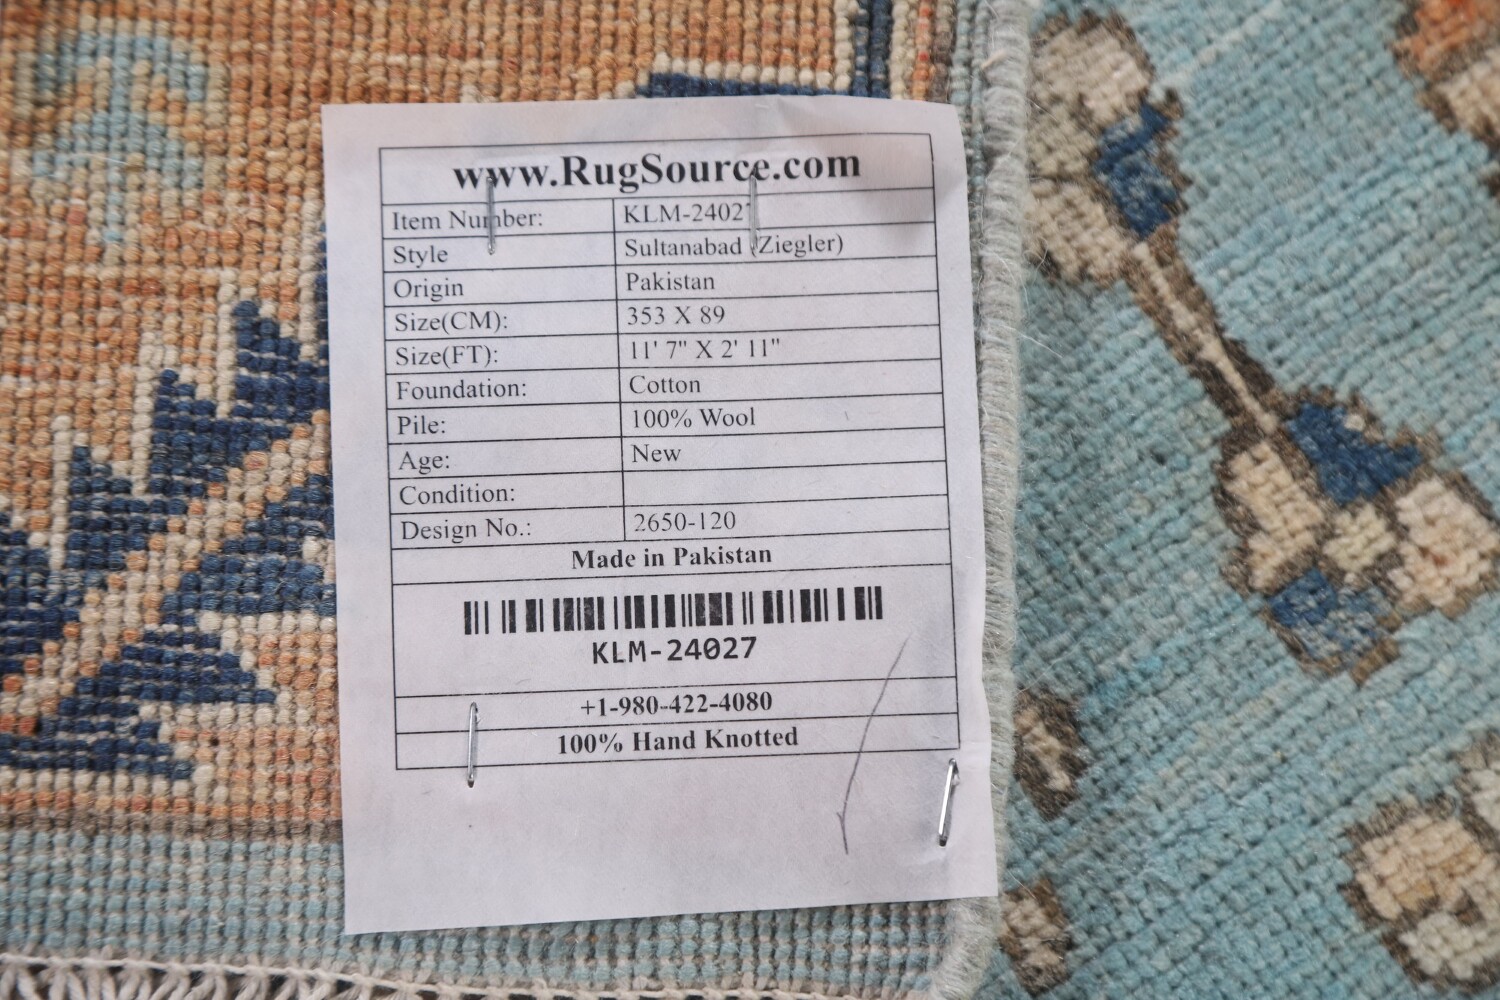 www.RugSource.com
Item Number: KLM-24027
Style Sultanabad (Ziegler)
Origin Pakistan
Size(CM): 353 X 89
Size(FT): 11' 7" X 2' 11"
Foundation: Cotton
Pile: 100% Wool
Age: New
Condition:
Design No.: 2650-120
Made in Pakistan
KLM-24027
+1-980-422-4080
100% Hand Knotted